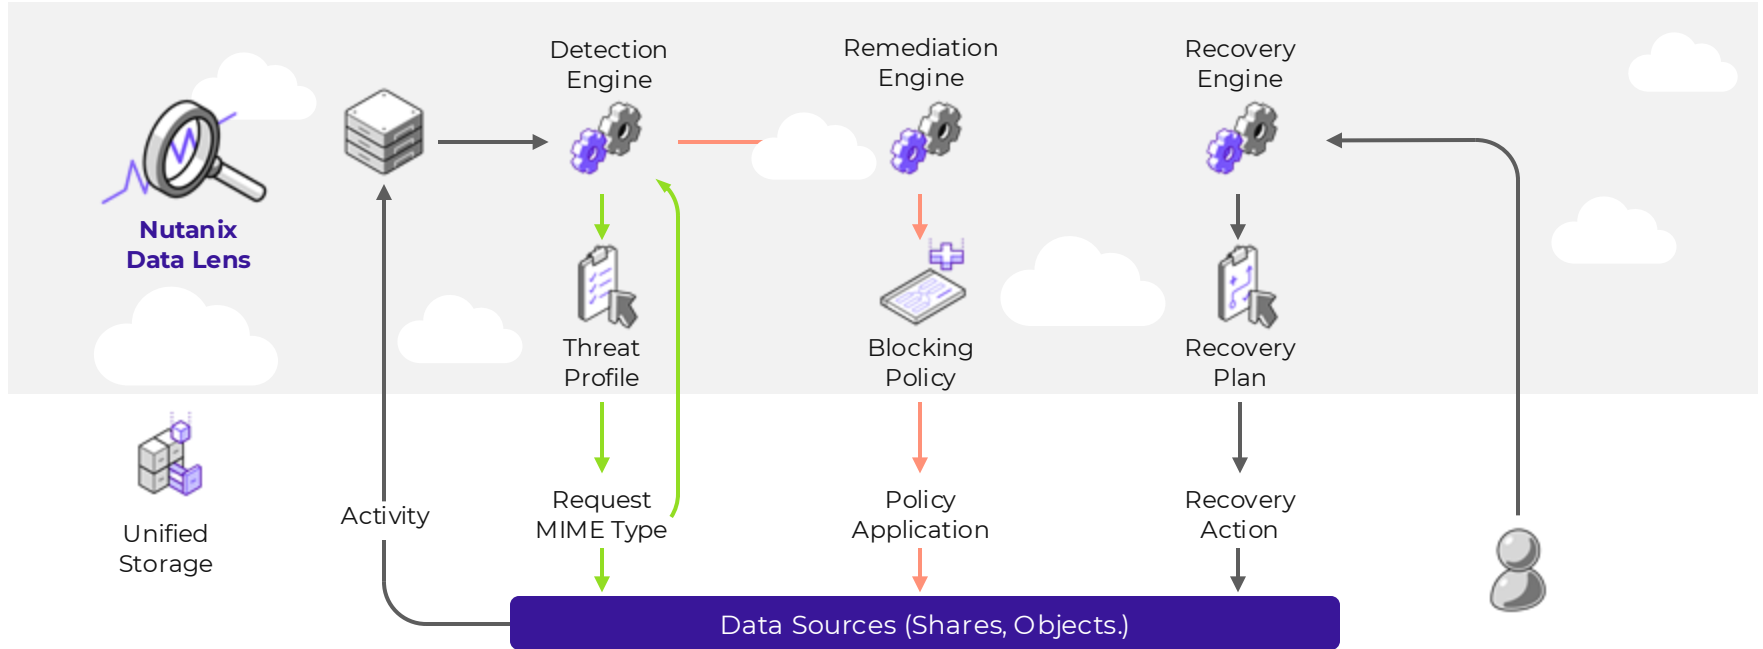 Detection
Engine
Remediation
Engine
Recovery
Engine
Nutanix
Data Lens
Threat
Profile
Blocking
Policy
Recovery
Plan
Unified
Storage
Activity
Request
MIME Type
Policy
Application
Recovery
Action
Data Sources (Shares, Objects.)